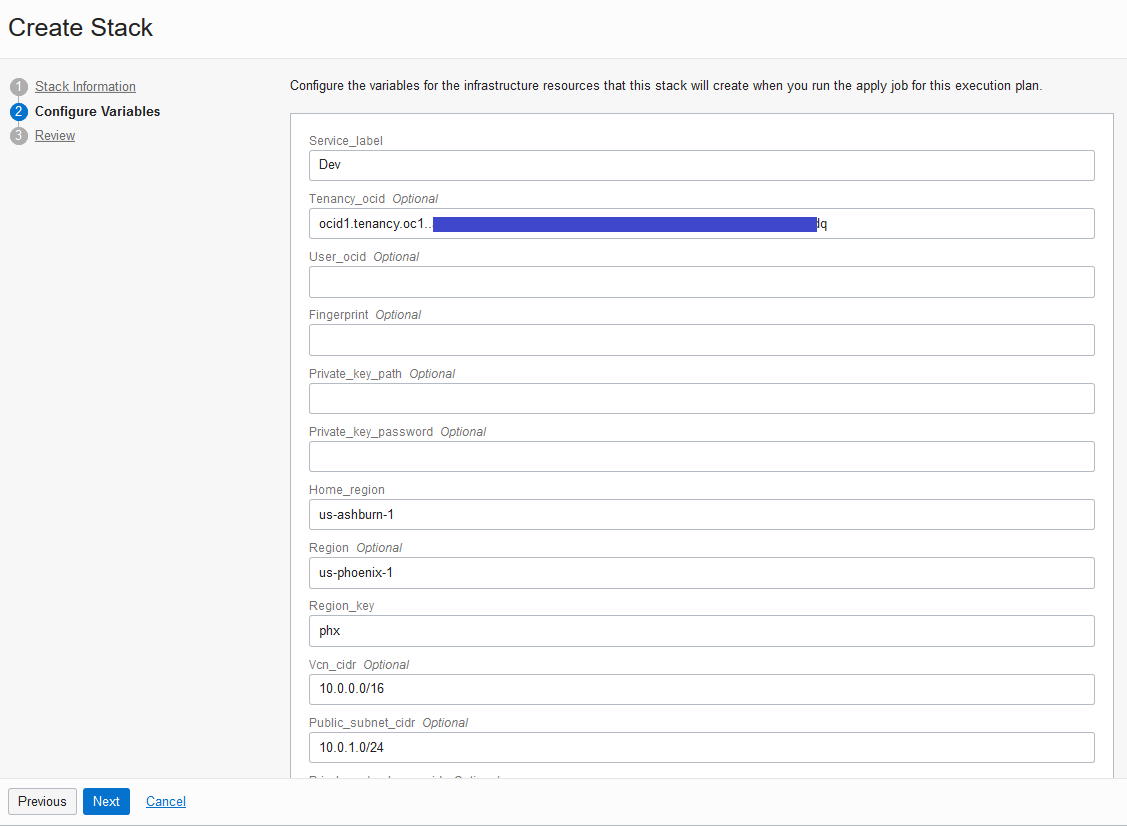 Create Stack
1 Stack Information
2 Configure Variables
3 Review
Configure the variables for the infrastructure resources that this stack will create when you run the apply job for this execution plan.
Service_label
Dev
Tenancy_ocid Optional
ocid1.tenancy.oc1.. dq
User_ocid Optional
Fingerprint Optional
Private_key_path Optional
Private_key_password Optional
Home_region
us-ashburn-1
Region Optional
us-phoenix-1
Region_key
phx
Vcn_cidr Optional
10.0.0.0/16
Public_subnet_cidr Optional
10.0.1.0/24
Previous Next Cancel